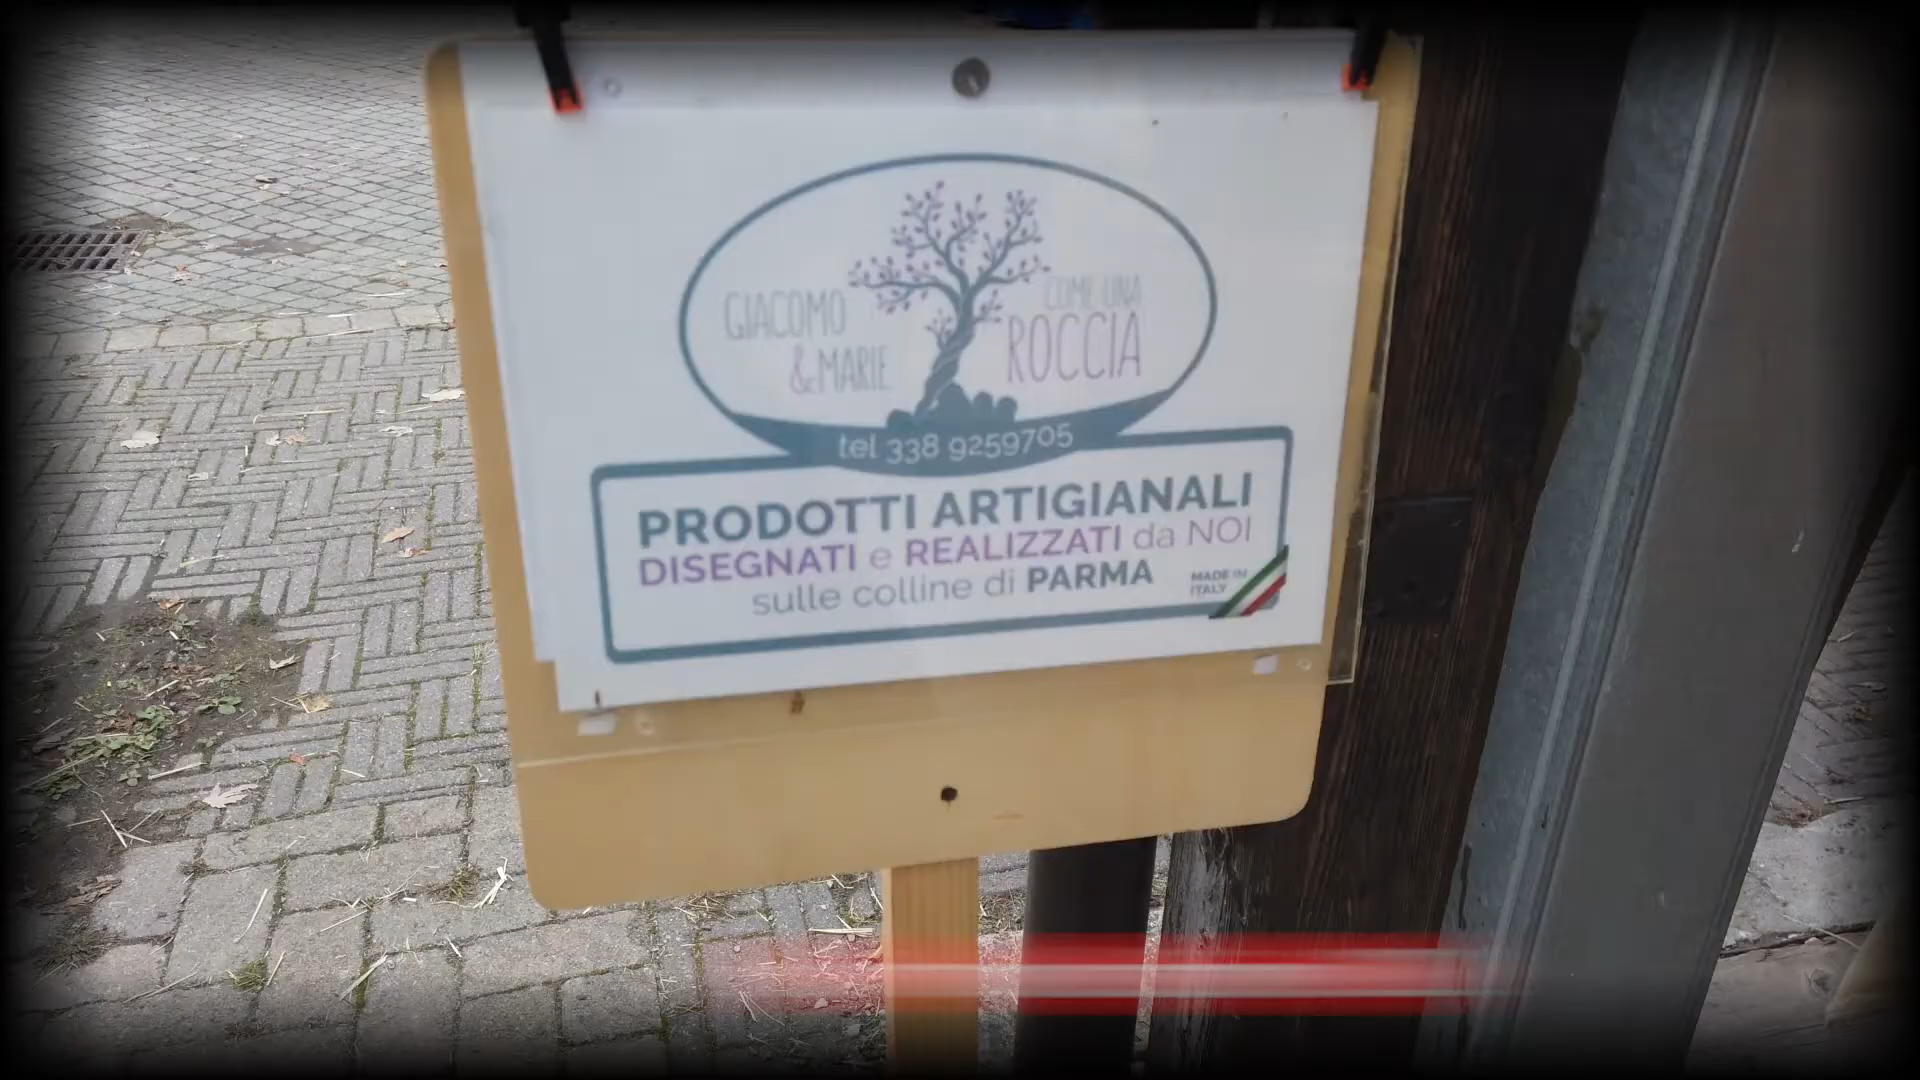 GIACOMO
& MARIE
COME UNA
ROCCIA
tel 338 9259705
PRODOTTI ARTIGIANALI
DISEGNATI e REALIZZATI da NOI
sulle colline di PARMA
MADE IN
ITALY